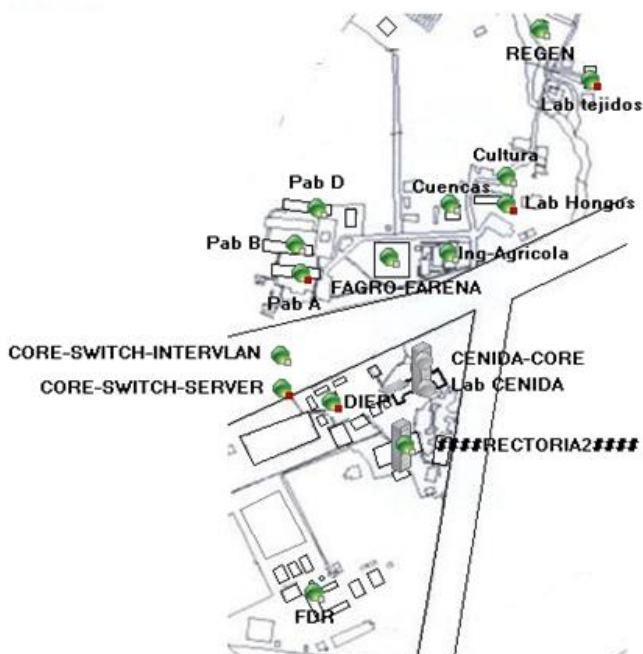 REGEN
Lab tejidos
Cultura
Pab D
Cuencas
Lab Hongos
Pab B
Ing-Agricola
FAGRO-FARENA
Pab A
CORE-SWITCH-INTERVLAN
CENIDA-CORE
CORE-SWITCH-SERVER
Lab CENIDA
DIEP
####RECTORIA2####
FDR